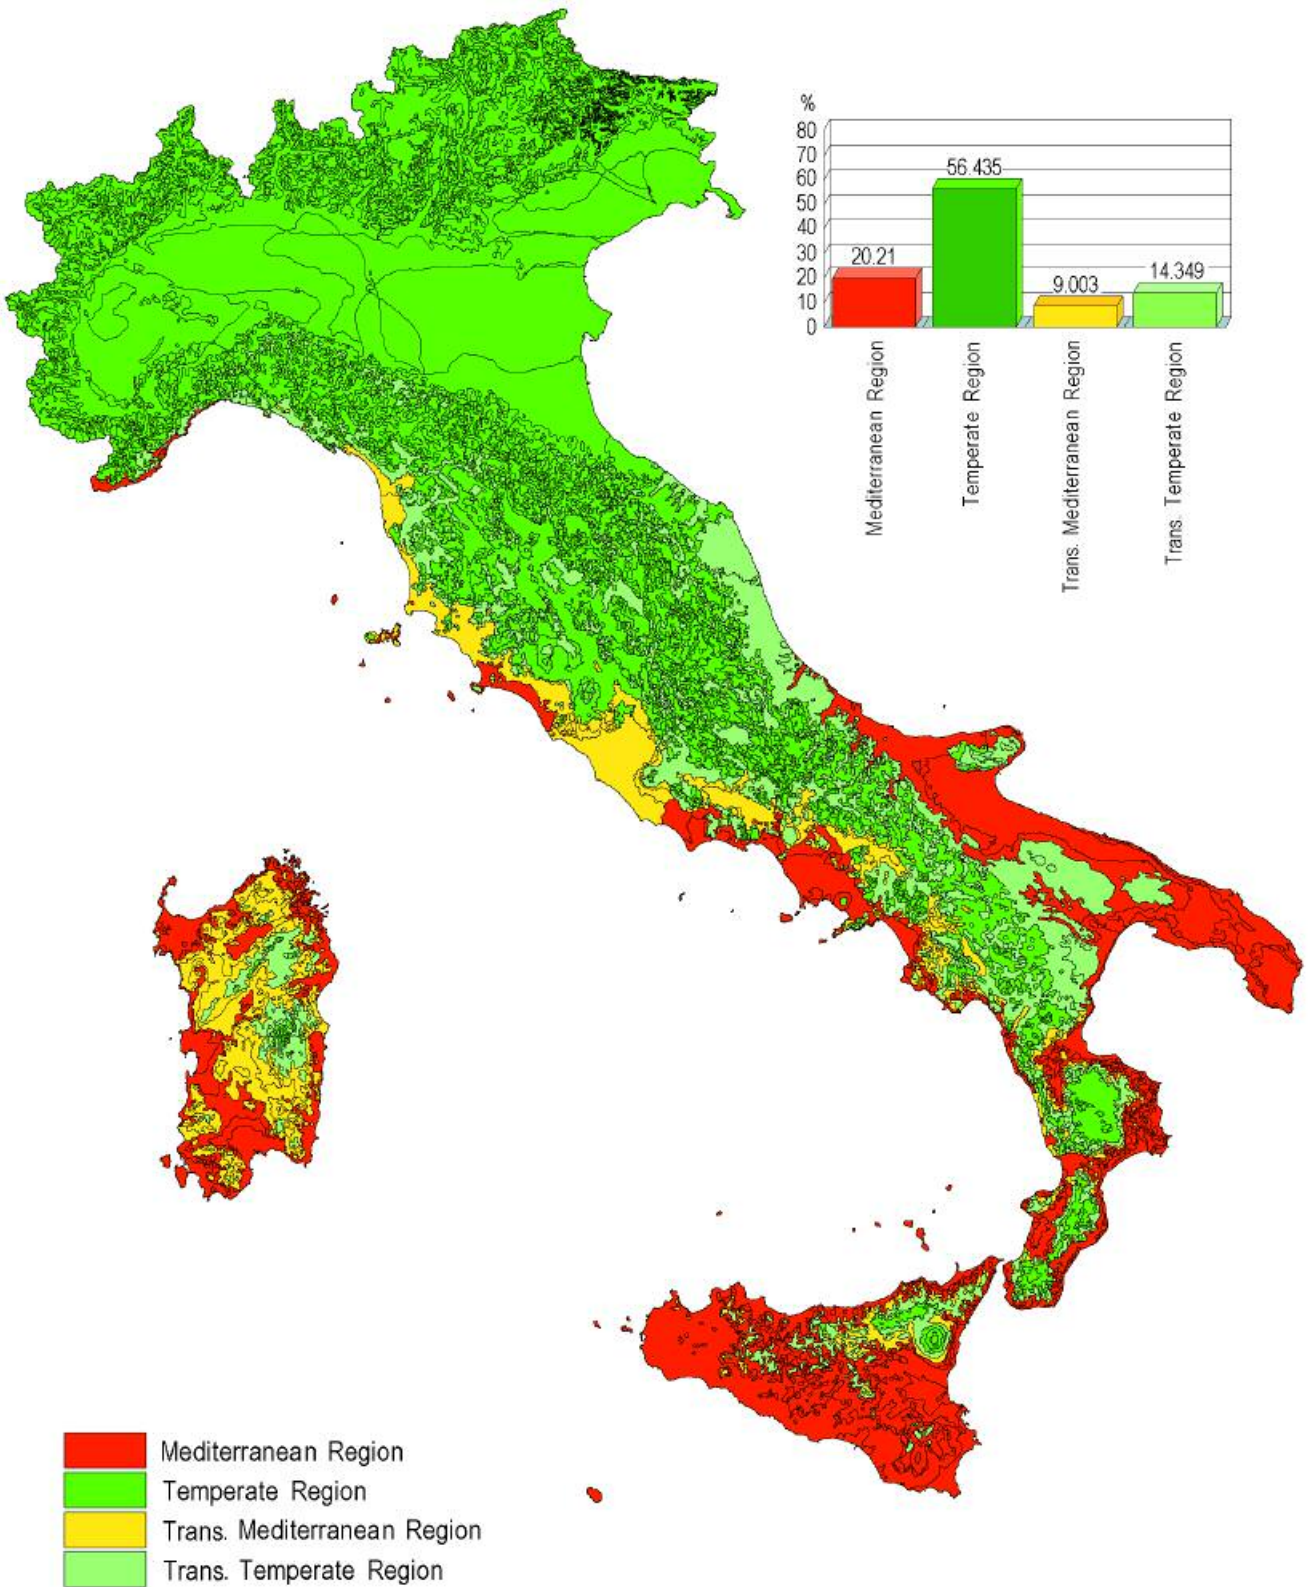 %
80
70
60
50
40
30
20
10
0
20.21
56.435
9.003
14.349
Mediterranean Region
Temperate Region
Trans. Mediterranean Region
Trans. Temperate Region
Mediterranean Region
Temperate Region
Trans. Mediterranean Region
Trans. Temperate Region